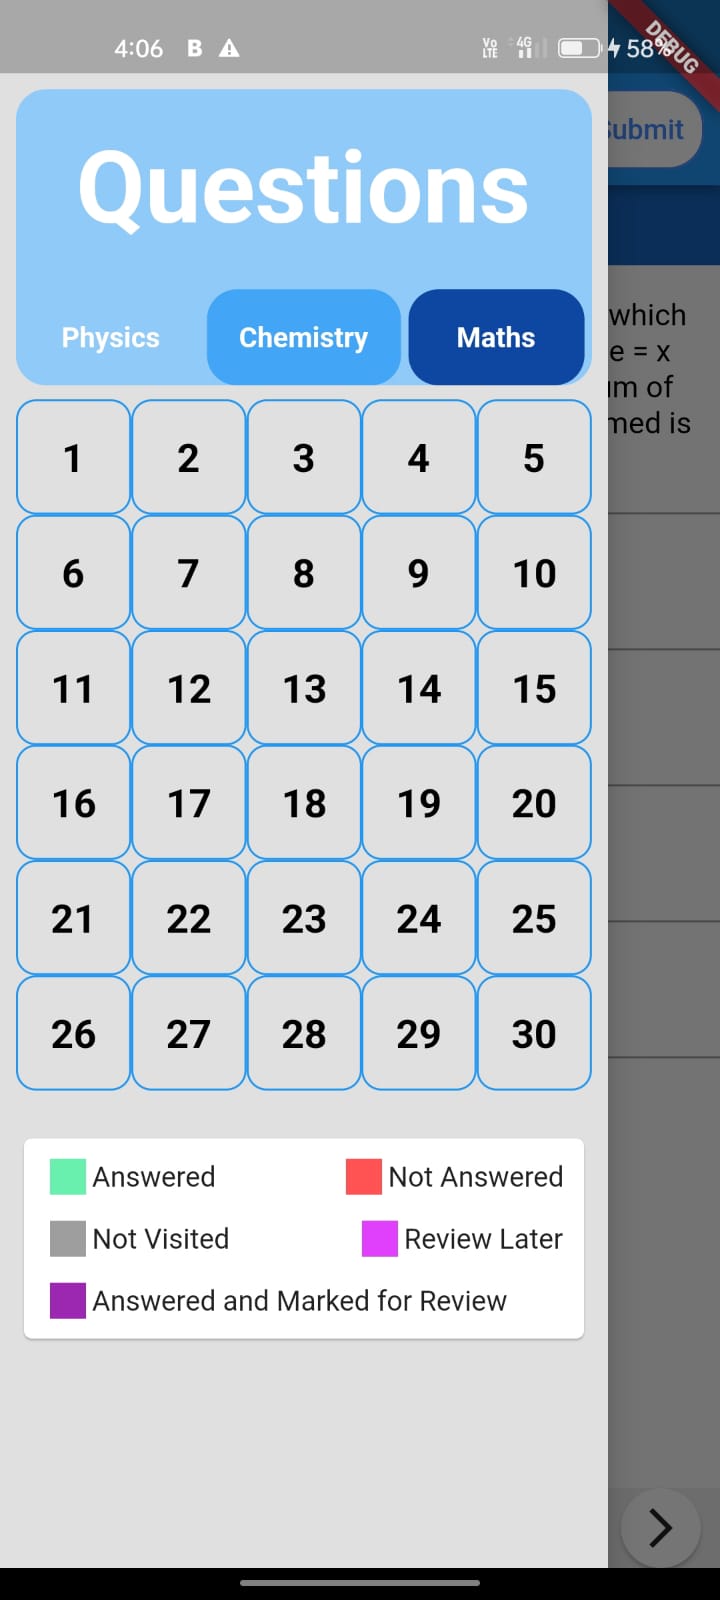 4:06 B Vo LTE 4G 58%
DEBUG
Submit
Questions
Physics Chemistry Maths
which
e = x
um of
med is
1 2 3 4 5
6 7 8 9 10
11 12 13 14 15
16 17 18 19 20
21 22 23 24 25
26 27 28 29 30
Answered Not Answered
Not Visited Review Later
Answered and Marked for Review